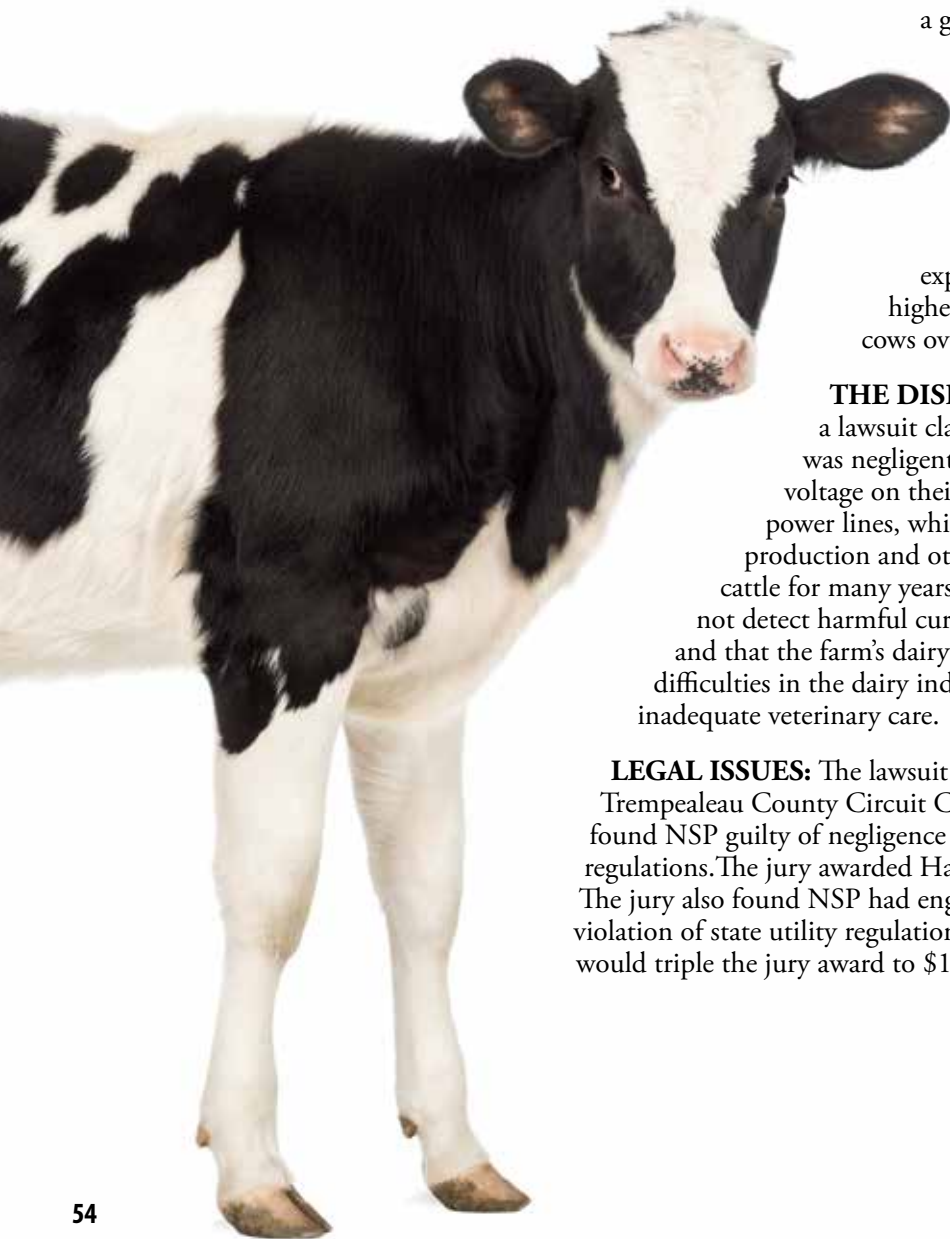 a g
exp
highe
cows ov
THE DISI
a lawsuit cla
was negligent
voltage on thei
power lines, whi
production and ot
cattle for many years
not detect harmful cur
and that the farm's dairy
difficulties in the dairy ind
inadequate veterinary care.
LEGAL ISSUES: The lawsuit
Trempealeau County Circuit C
found NSP guilty of negligence
regulations.The jury awarded Ha
The jury also found NSP had eng
violation of state utility regulation
would triple the jury award to $1
54